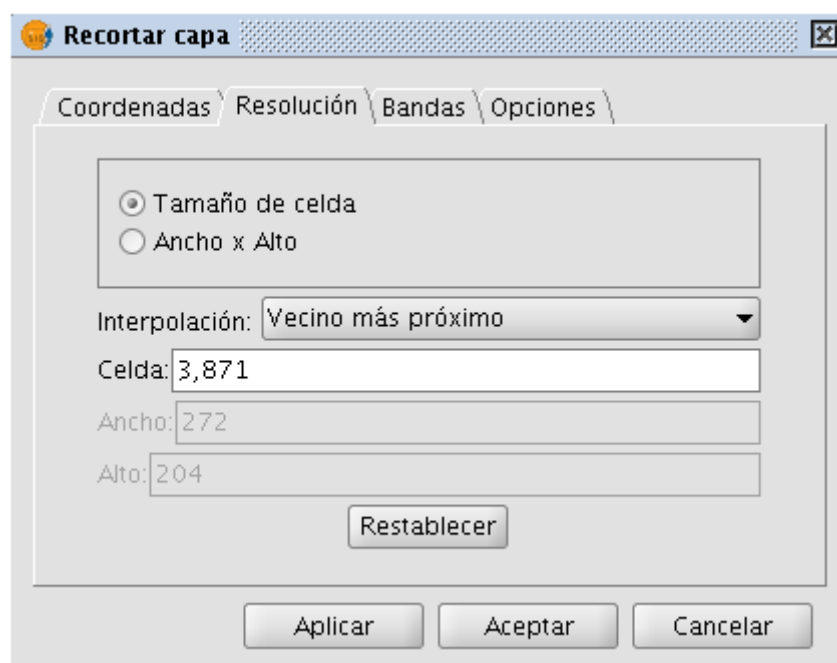 Recortar capa
Coordenadas Resolución Bandas Opciones
Tamaño de celda
Ancho x Alto
Interpolación: Vecino más próximo
Celda: 3,871
Ancho: 272
Alto: 204
Restablecer
Aplicar Aceptar Cancelar